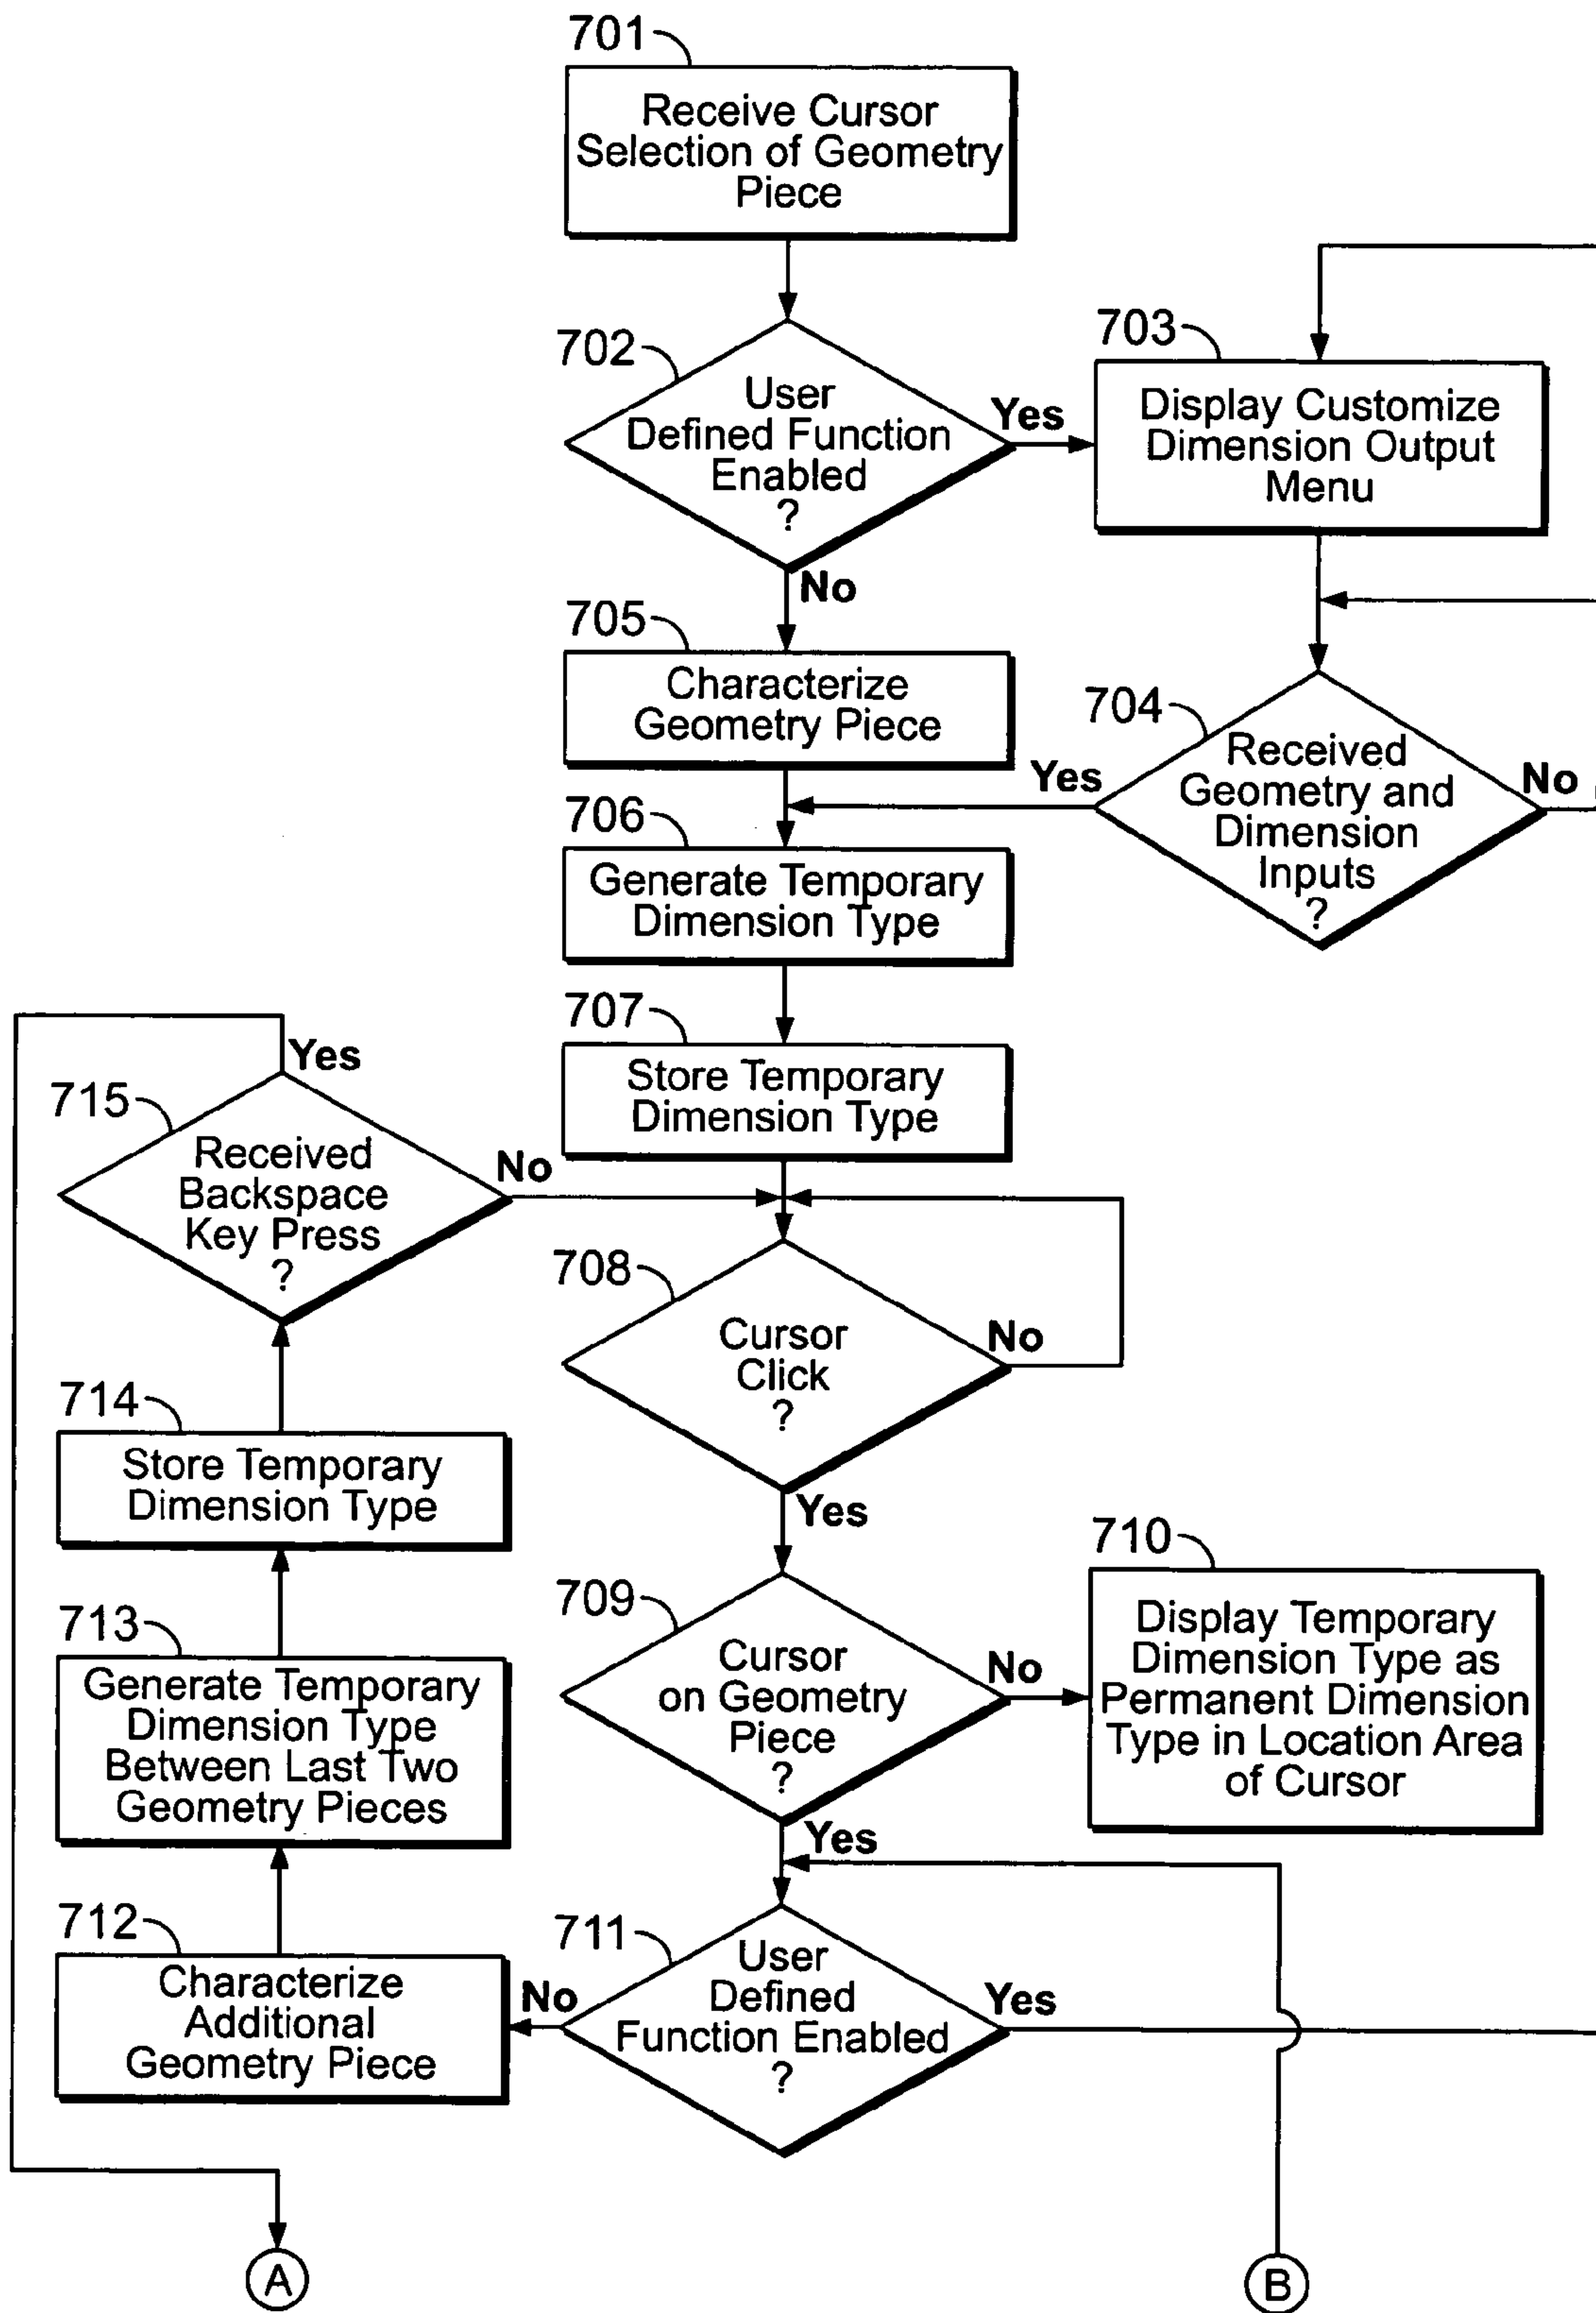 701
Receive Cursor
Selection of Geometry
Piece
702
User
Defined Function
Enabled
?
Yes
No
703
Display Customize
Dimension Output
Menu
705
Characterize
Geometry Piece
704
Received
Geometry and
Dimension
Inputs
?
Yes
No
706
Generate Temporary
Dimension Type
707
Store Temporary
Dimension Type
715
Yes
Received
Backspace
Key Press
?
No
708
Cursor
Click
?
No
Yes
714
Store Temporary
Dimension Type
709
Cursor
on Geometry
Piece
?
No
Yes
710
Display Temporary
Dimension Type as
Permanent Dimension
Type in Location Area
of Cursor
713
Generate Temporary
Dimension Type
Between Last Two
Geometry Pieces
712
Characterize
Additional
Geometry Piece
711
User
Defined
Function Enabled
?
No
Yes
A
B